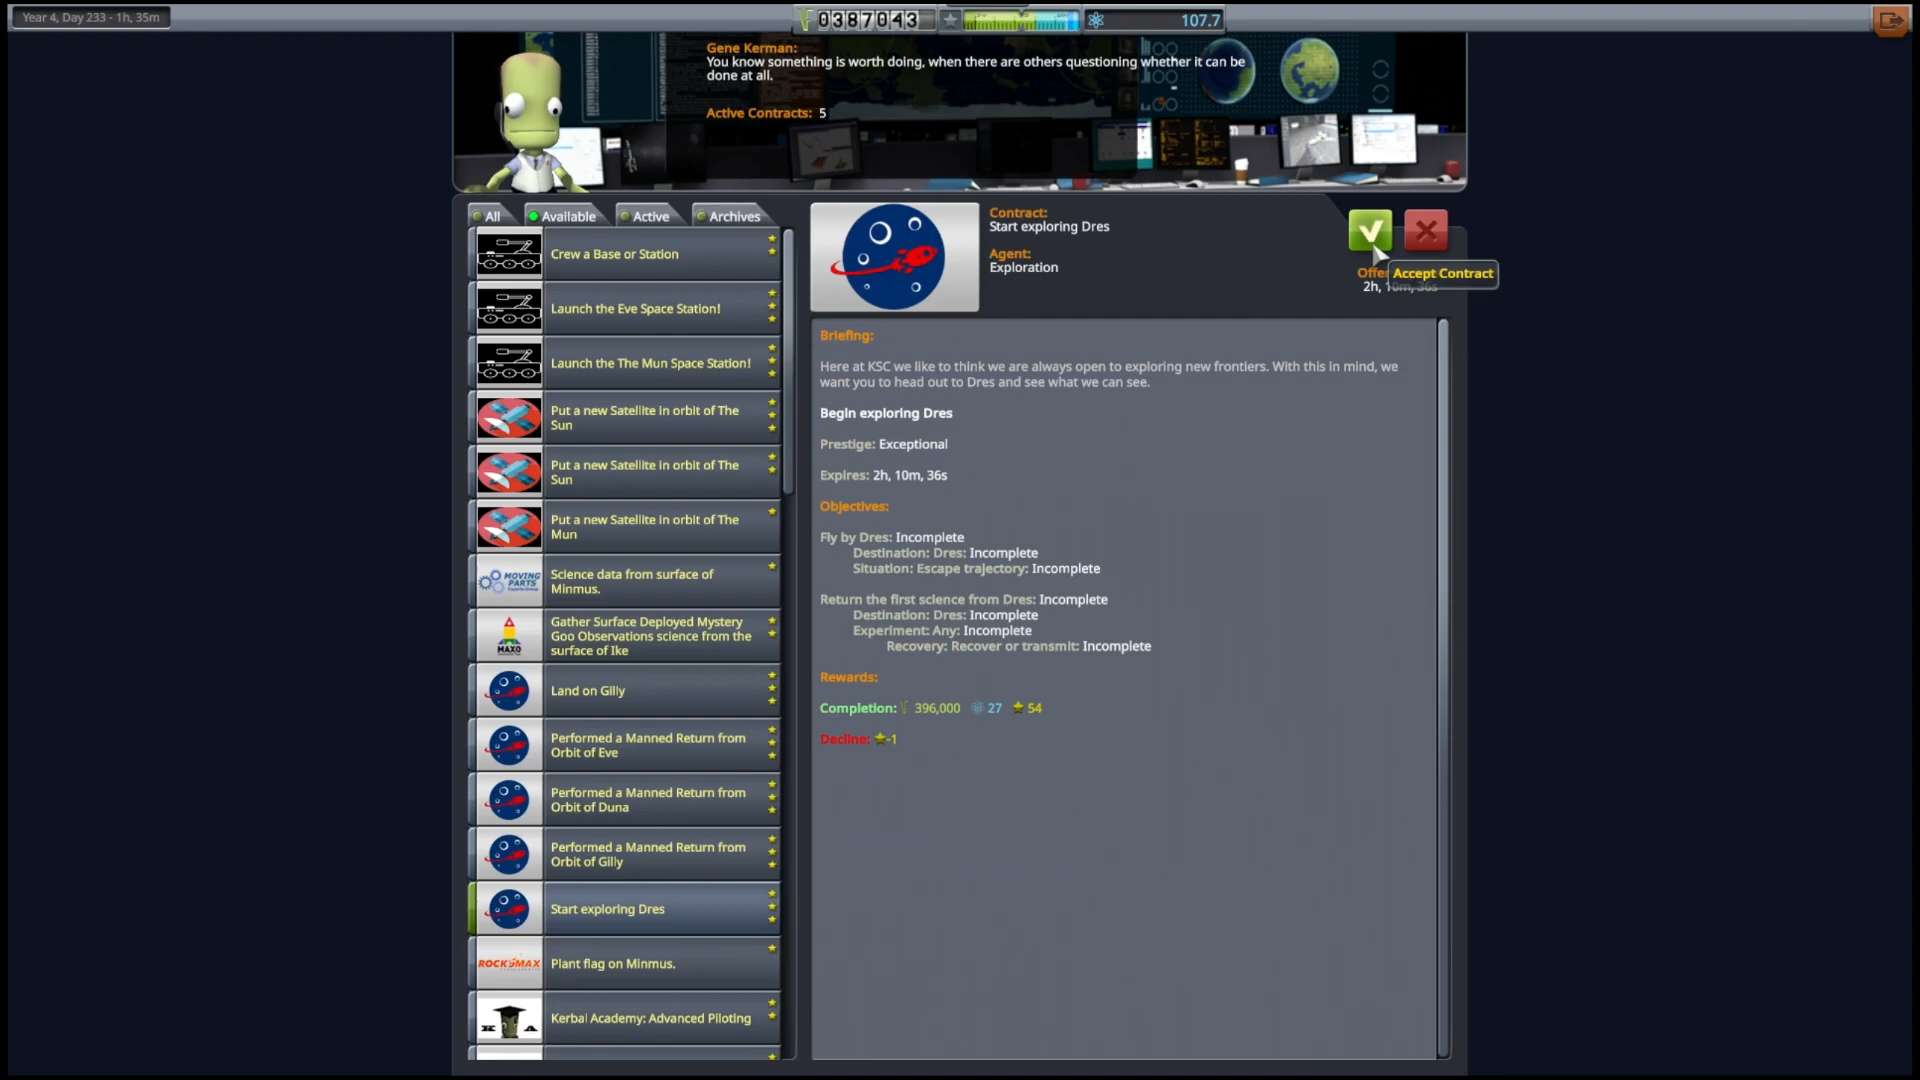 Year 4, Day 233 - 1h, 35m
0387043
107.7
Gene Kerman:
You know something is worth doing, when there are others questioning whether it can be
done at all.
Active Contracts: 5
All
Available
Active
Archives
Crew a Base or Station
Launch the Eve Space Station!
Launch the The Mun Space Station!
Put a new Satellite in orbit of The
Sun
Put a new Satellite in orbit of The
Sun
Put a new Satellite in orbit of The
Mun
MOVING
PARTS
Science data from surface of
Minmus.
MAXO
Gather Surface Deployed Mystery
Goo Observations science from the
surface of Ike
Land on Gilly
Performed a Manned Return from
Orbit of Eve
Performed a Manned Return from
Orbit of Duna
Performed a Manned Return from
Orbit of Gilly
Start exploring Dres
ROCKOMAX
Plant flag on Minmus.
K A
Kerbal Academy: Advanced Piloting
Contract:
Start exploring Dres
Agent:
Exploration
Accept Contract
2h, 10m, 36s
Briefing:
Here at KSC we like to think we are always open to exploring new frontiers. With this in mind, we
want you to head out to Dres and see what we can see.
Begin exploring Dres
Prestige: Exceptional
Expires: 2h, 10m, 36s
Objectives:
Fly by Dres: Incomplete
Destination: Dres: Incomplete
Situation: Escape trajectory: Incomplete
Return the first science from Dres: Incomplete
Destination: Dres: Incomplete
Experiment: Any: Incomplete
Recovery: Recover or transmit: Incomplete
Rewards:
Completion: 396,000 27 54
Decline: -1